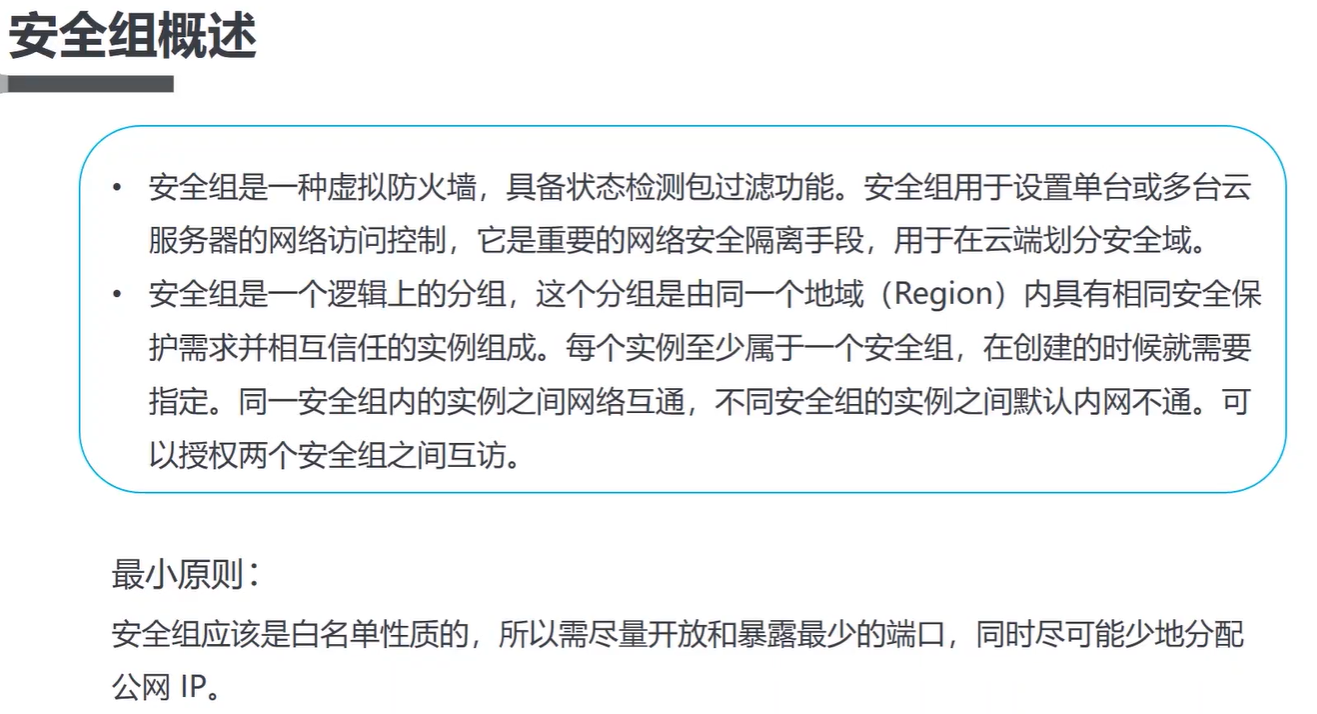 安全组概述
• 安全组是一种虚拟防火墙，具备状态检测包过滤功能。安全组用于设置单台或多台云
服务器的网络访问控制，它是重要的网络安全隔离手段，用于在云端划分安全域。
• 安全组是一个逻辑上的分组，这个分组是由同一个地域（Region）内具有相同安全保
护需求并相互信任的实例组成。每个实例至少属于一个安全组，在创建的时候就需要
指定。同一安全组内的实例之间网络互通，不同安全组的实例之间默认内网不通。可
以授权两个安全组之间互访。
最小原则：
安全组应该是白名单性质的，所以需尽量开放和暴露最少的端口，同时尽可能少地分配
公网 IP。